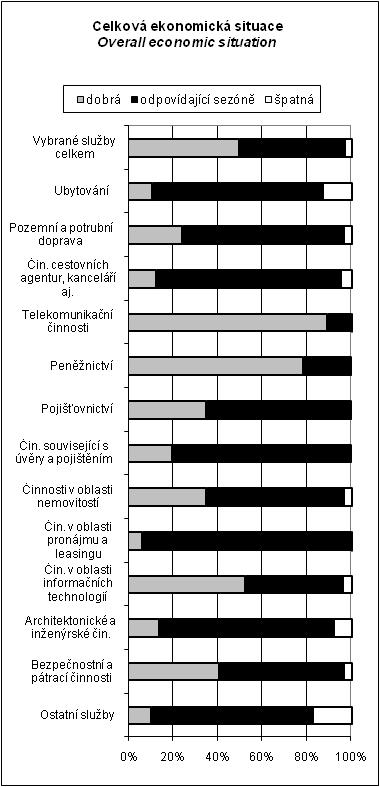 Celková ekonomická situace
Overall economic situation
dobrá odpovídající sezóně špatná
Vybrané služby
celkem
Ubytování
Pozemní a potrubní
doprava
Čin. cestovních
agentur, kanceláří
aj.
Telekomunikační
činnosti
Peněžnictví
Pojišťovnictví
Čin. související s
úvěry a pojištěním
Činnosti v oblasti
nemovitostí
Čin. v oblasti
pronájmu a
leasingu
Čin. v oblasti
informačních
technologií
Architektonické a
inženýrské čin.
Bezpečnostní a
pátrací činnosti
Ostatní služby
0% 20% 40% 60% 80% 100%